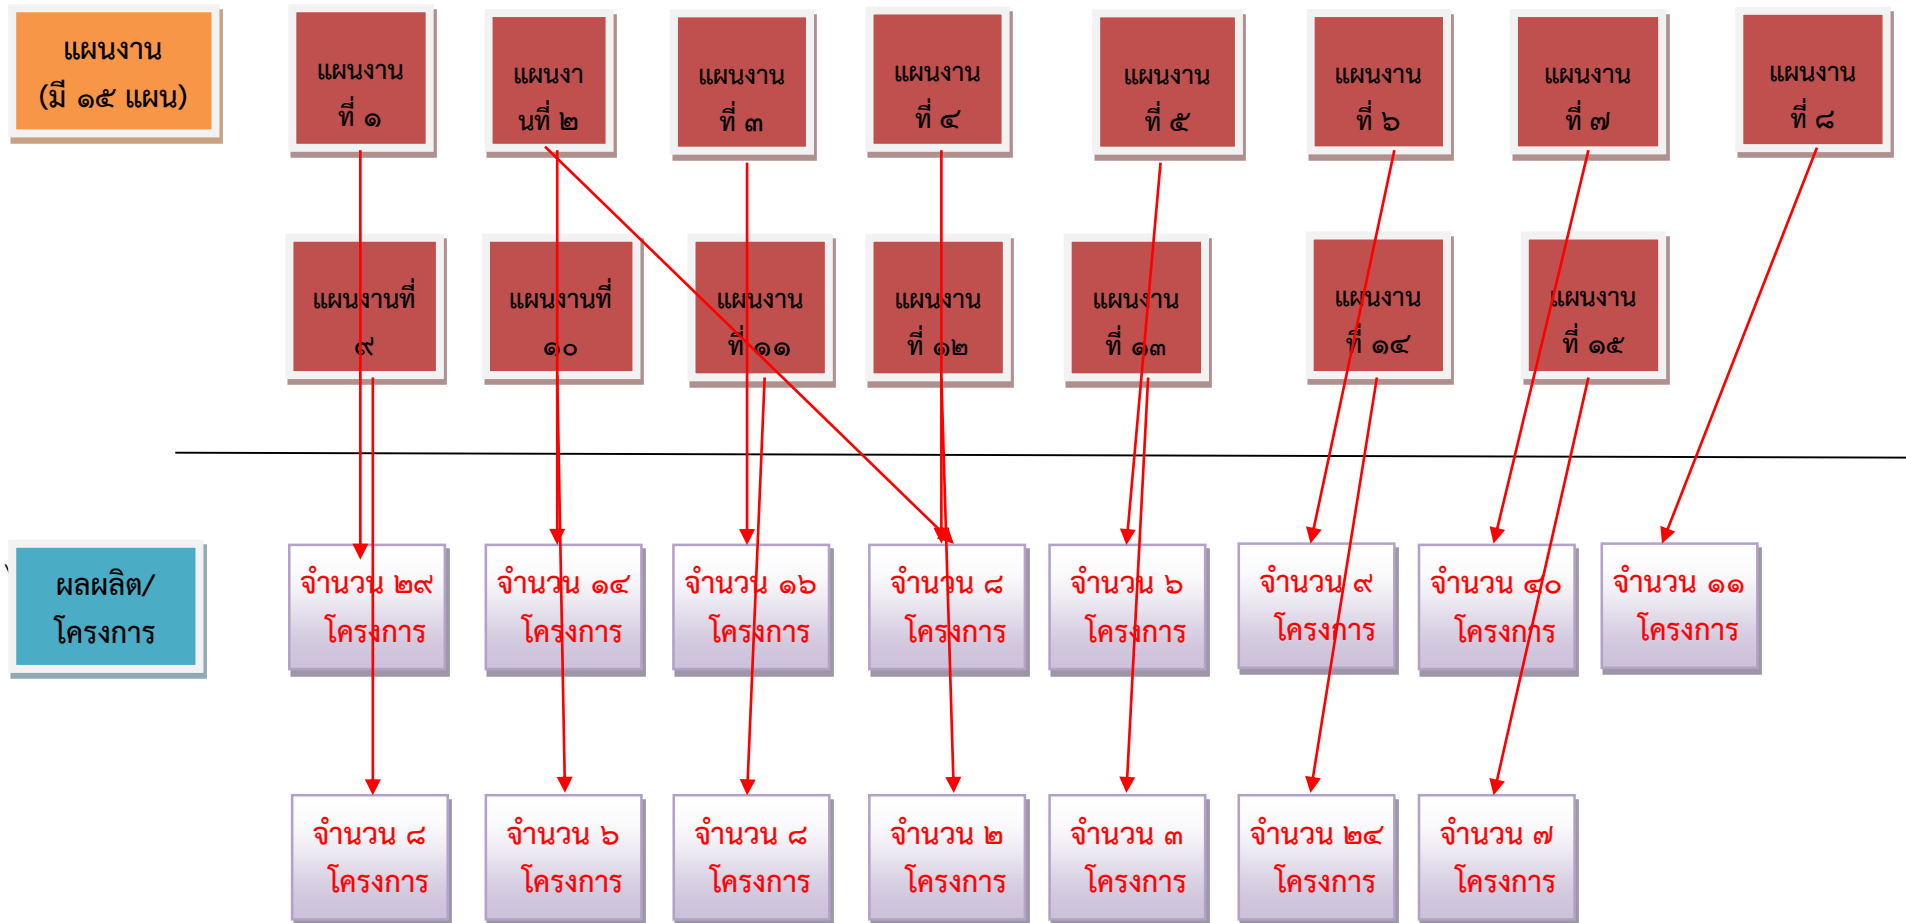 แผนงาน
(มี ๑๕ แผน)
แผนงาน
ที่ ๑
แผนงา
นที่ ๒
แผนงาน
ที่ ๓
แผนงาน
ที่ ๔
แผนงาน
ที่ ๕
แผนงาน
ที่ ๖
แผนงาน
ที่ ๗
แผนงาน
ที่ ๘
แผนงานที่
๙
แผนงานที่
๑๐
แผนงาน
ที่ ๑๑
แผนงาน
ที่ ๑๒
แผนงาน
ที่ ๑๓
แผนงาน
ที่ ๑๔
แผนงาน
ที่ ๑๕
ผลผลิต/
โครงการ
จำนวน ๒๙
โครงการ
จำนวน ๑๔
โครงการ
จำนวน ๑๖
โครงการ
จำนวน ๘
โครงการ
จำนวน ๖
โครงการ
จำนวน ๙
โครงการ
จำนวน ๔๐
โครงการ
จำนวน ๑๑
โครงการ
จำนวน ๘
โครงการ
จำนวน ๖
โครงการ
จำนวน ๘
โครงการ
จำนวน ๒
โครงการ
จำนวน ๓
โครงการ
จำนวน ๒๔
โครงการ
จำนวน ๗
โครงการ